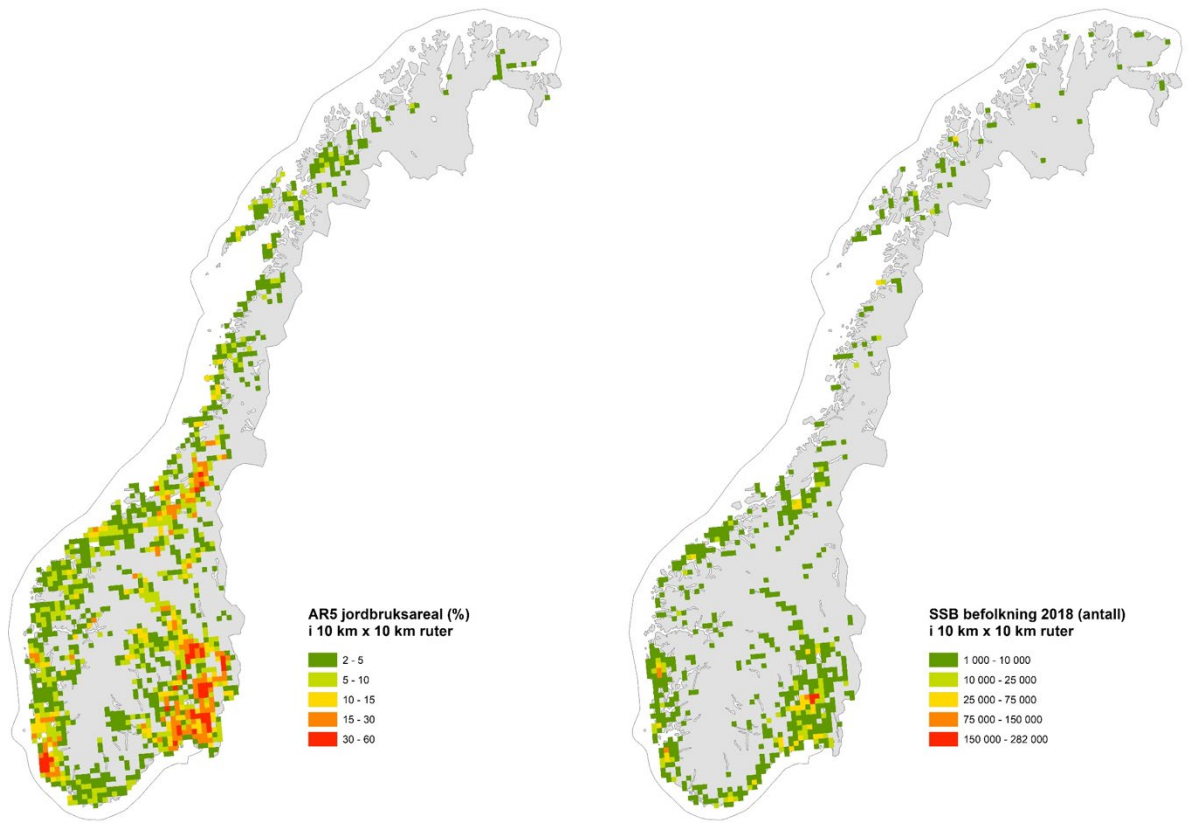 AR5 jordbruksareal (%)
i 10 km x 10 km ruter
2 - 5
5 - 10
10 - 15
15 - 30
30 - 60
SSB befolkning 2018 (antall)
i 10 km x 10 km ruter
1 000 - 10 000
10 000 - 25 000
25 000 - 75 000
75 000 - 150 000
150 000 - 282 000